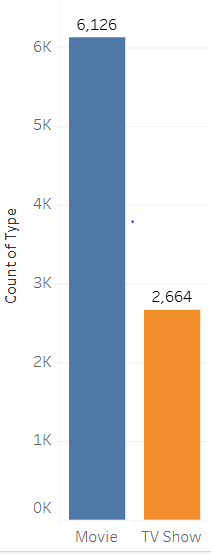 6,126
6K
5K
4K
Count of Type
3K
2,664
2K
1K
0K
Movie TV Show